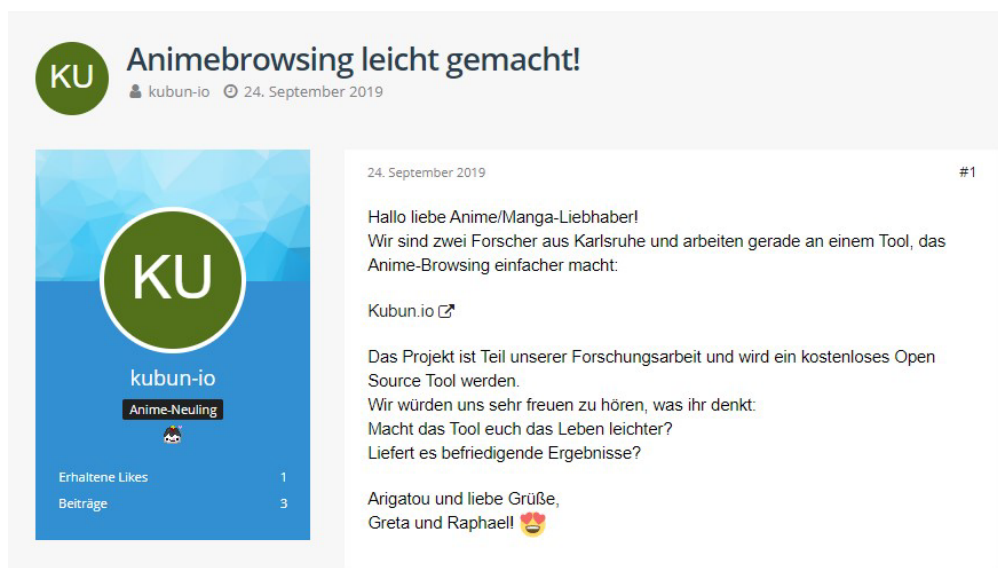 KU
Animebrowsing leicht gemacht!
kubun-io 24. September 2019
KU
kubun-io
Anime-Neuling
Erhaltene Likes 1
Beiträge 3
24. September 2019 #1
Hallo liebe Anime/Manga-Liebhaber!
Wir sind zwei Forscher aus Karlsruhe und arbeiten gerade an einem Tool, das
Anime-Browsing einfacher macht:
Kubun.io
Das Projekt ist Teil unserer Forschungsarbeit und wird ein kostenloses Open
Source Tool werden.
Wir würden uns sehr freuen zu hören, was ihr denkt:
Macht das Tool euch das Leben leichter?
Liefert es befriedigende Ergebnisse?
Arigatou und liebe Grüße,
Greta und Raphael!